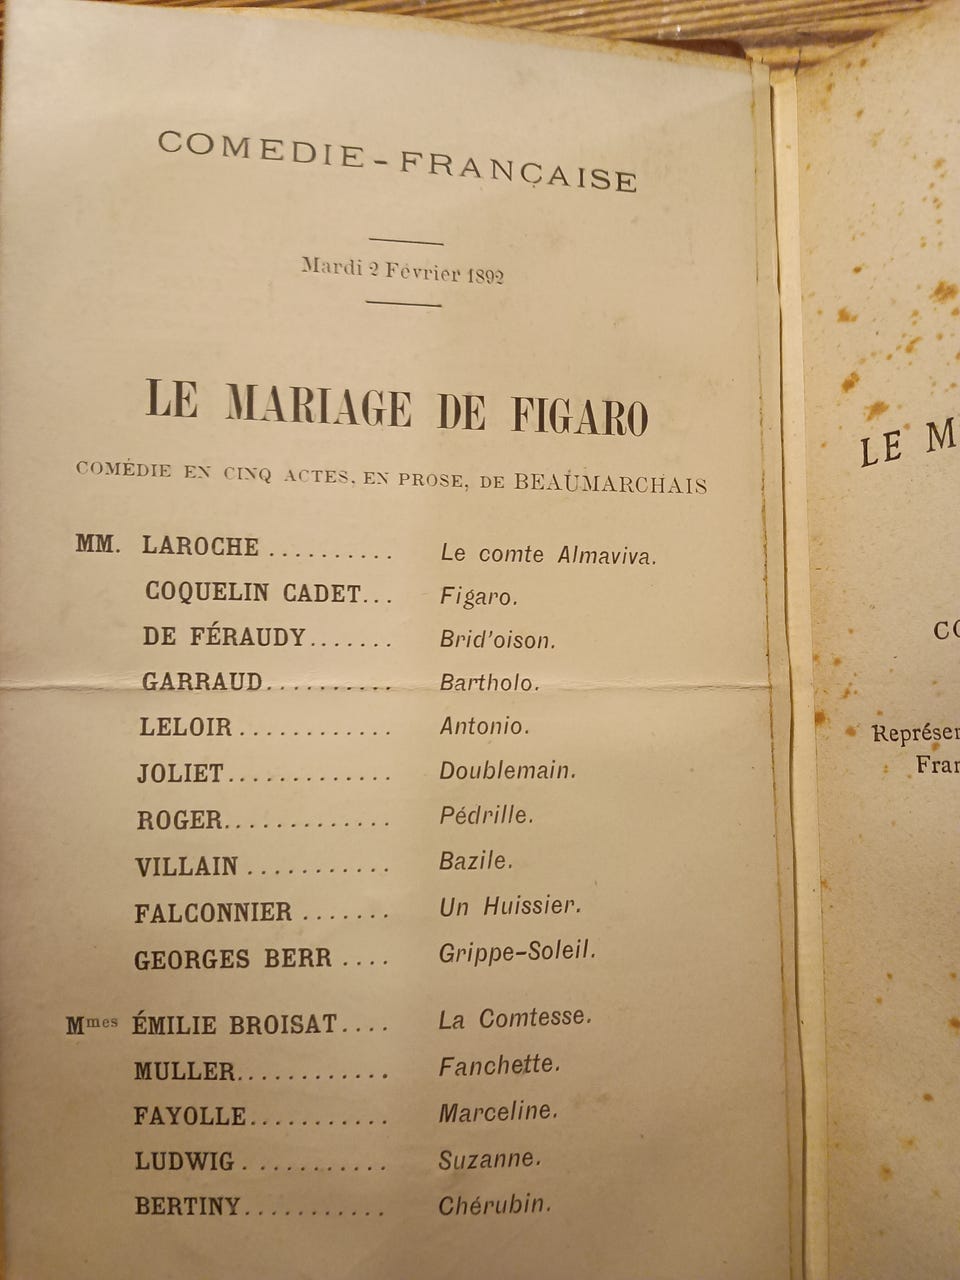 COMEDIE-FRANÇAISE
Mardi 2 Février 1892
LE MARIAGE DE FIGARO
COMÉDIE EN CINQ ACTES, EN PROSE, DE BEAUMARCHAIS
MM. LAROCHE .......... Le comte Almaviva.
COQUELIN CADET... Figaro.
DE FÉRAUDY....... Brid'oison.
GARRAUD.......... Bartholo.
LELOIR ............ Antonio.
JOLIET............. Doublemain.
ROGER............. Pédrille.
VILLAIN ........... Bazile.
FALCONNIER ....... Un Huissier.
GEORGES BERR .... Grippe-Soleil.
Mmes ÉMILIE BROISAT.... La Comtesse.
MULLER............ Fanchette.
FAYOLLE........... Marceline.
LUDWIG ........... Suzanne.
BERTINY........... Chérubin.
LE M
CO
Représen
Fran